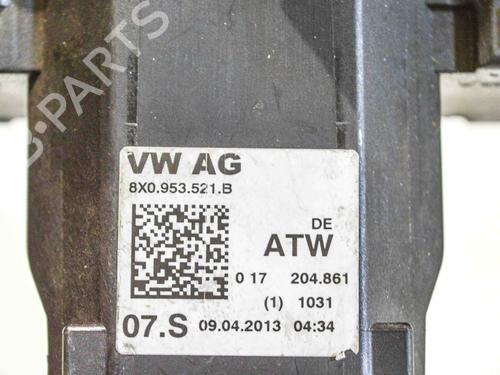 B-PARTS
VW AG
8X0.953.521.B
DE
ATW
0 17 204.861
(1) 1031
07.S 09.04.2013 04:34